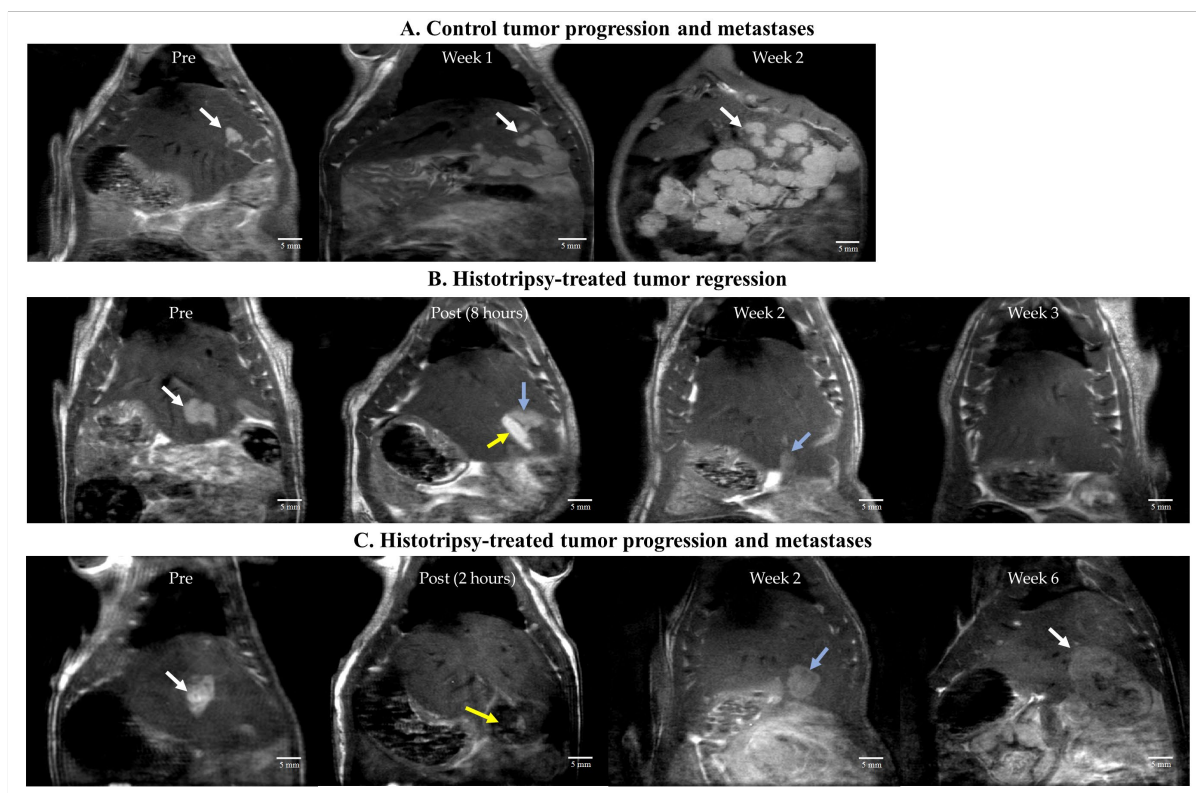 A. Control tumor progression and metastases
Pre
Week 1
Week 2
5 mm
5 mm
5 mm
B. Histotripsy-treated tumor regression
Pre
Post (8 hours)
Week 2
Week 3
5 mm
5 mm
5 mm
5 mm
C. Histotripsy-treated tumor progression and metastases
Pre
Post (2 hours)
Week 2
Week 6
5 mm
5 mm
5 mm
5 mm